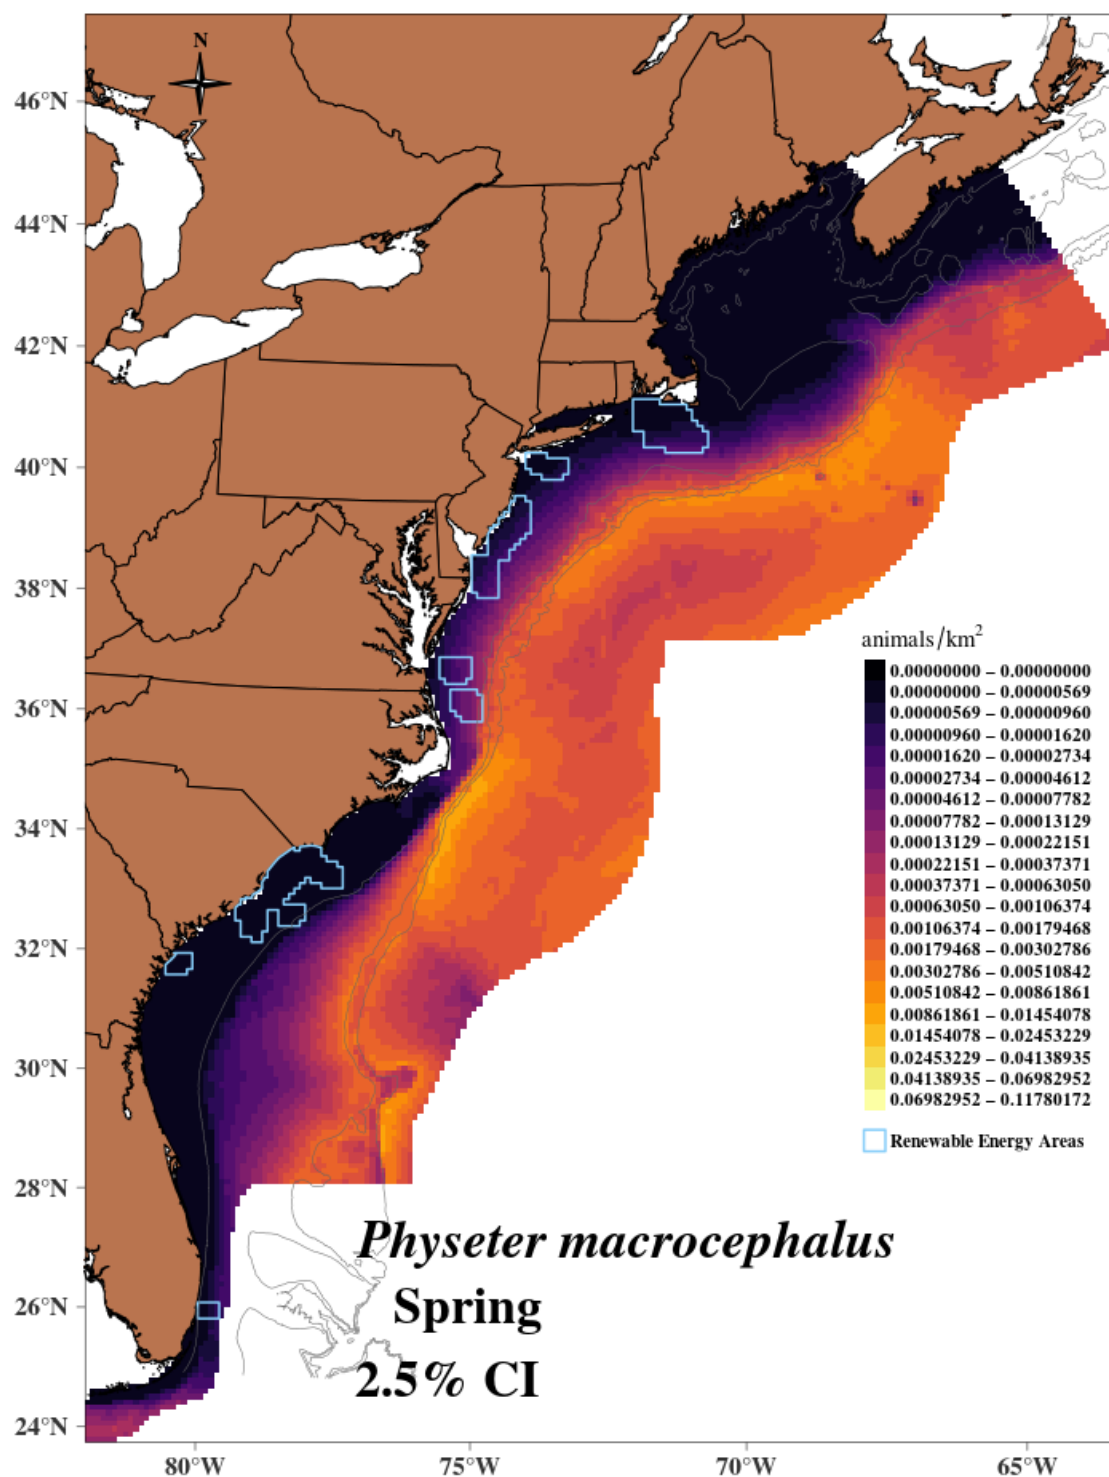 N
46°N
44°N
42°N
40°N
38°N
36°N
34°N
32°N
30°N
28°N
26°N
24°N
80°W
75°W
70°W
65°W
animals/km²
0.00000000 – 0.00000000
0.00000000 – 0.00000569
0.00000569 – 0.00000960
0.00000960 – 0.00001620
0.00001620 – 0.00002734
0.00002734 – 0.00004612
0.00004612 – 0.00007782
0.00007782 – 0.00013129
0.00013129 – 0.00022151
0.00022151 – 0.00037371
0.00037371 – 0.00063050
0.00063050 – 0.00106374
0.00106374 – 0.00179468
0.00179468 – 0.00302786
0.00302786 – 0.00510842
0.00510842 – 0.00861861
0.00861861 – 0.01454078
0.01454078 – 0.02453229
0.02453229 – 0.04138935
0.04138935 – 0.06982952
0.06982952 – 0.11780172
Renewable Energy Areas
Physeter macrocephalus
Spring
2.5% CI